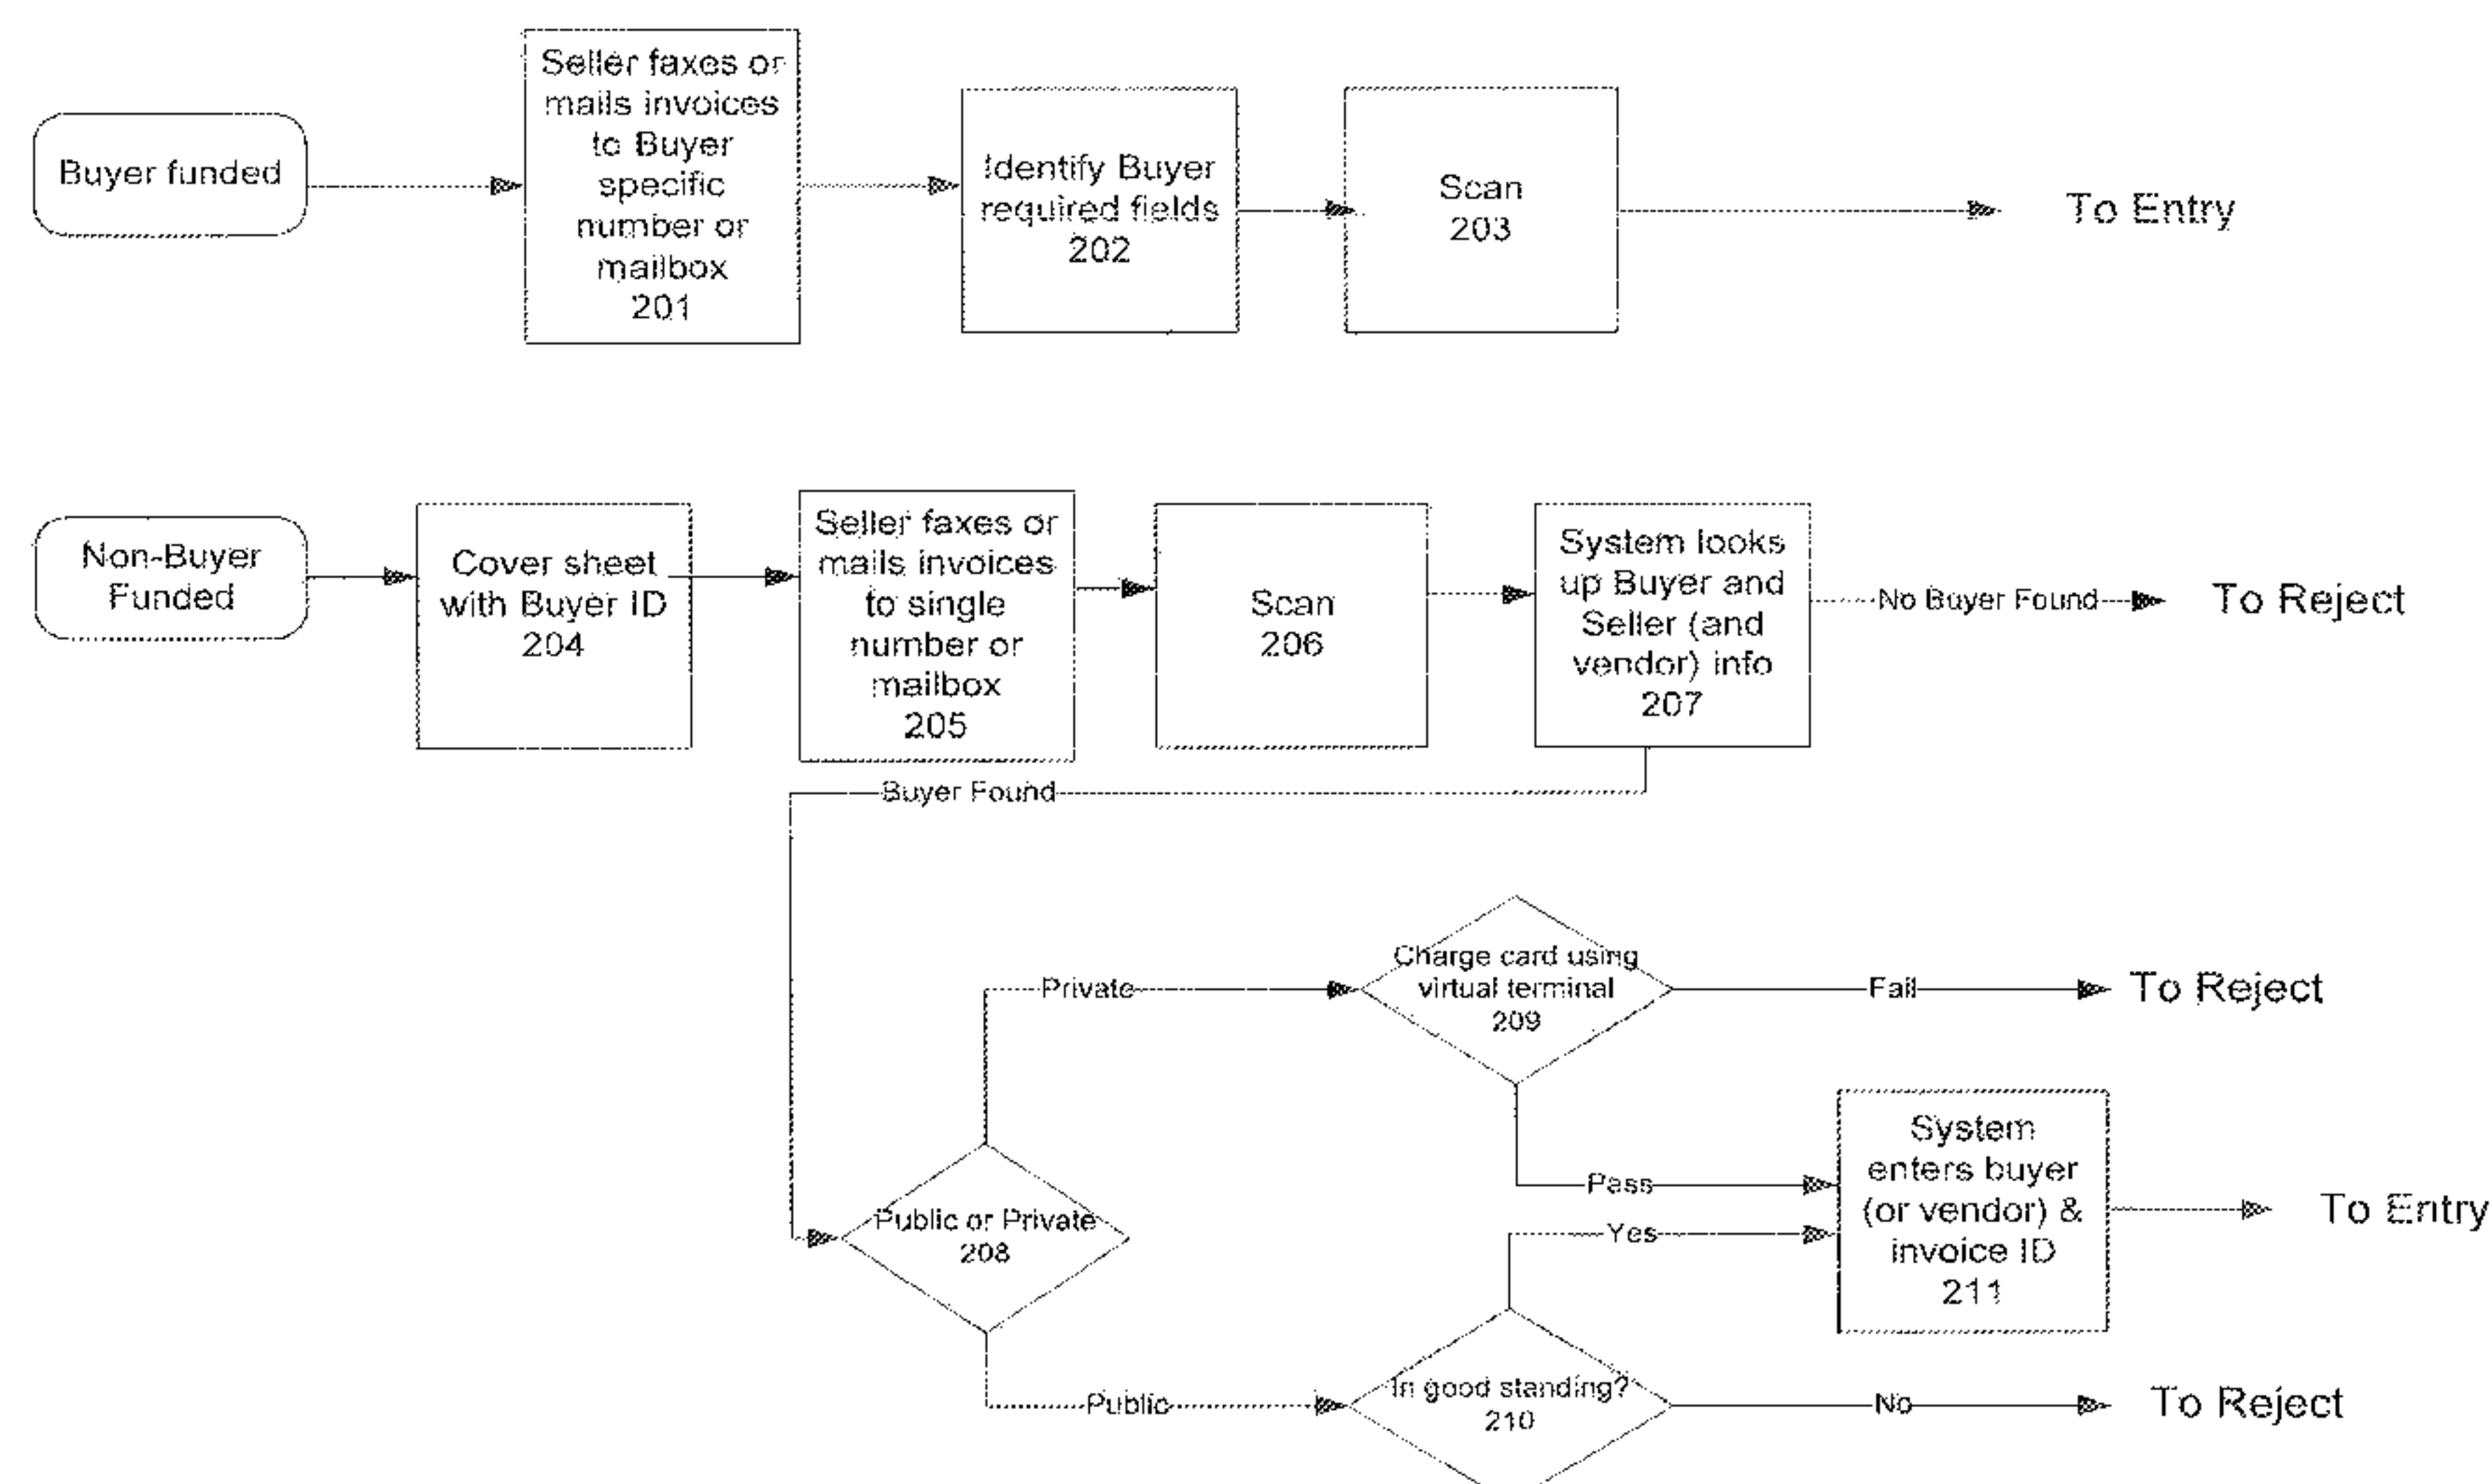 Buyer funded
Seller faxes or
mails invoices
to Buyer
specific
number or
mailbox
201
Identify Buyer
required fields
202
Scan
203
To Entry
Non-Buyer
Funded
Cover sheet
with Buyer ID
204
Seller faxes or
mails invoices
to single
number or
mailbox
205
Scan
206
System looks
up Buyer and
Seller (and
vendor) info
207
No Buyer Found
To Reject
Buyer Found
Public or Private
208
Private
Charge card using
virtual terminal
209
Fail
To Reject
Pass
Yes
System
enters buyer
(or vendor) &
invoice ID
211
To Entry
Public
In good standing?
210
No
To Reject